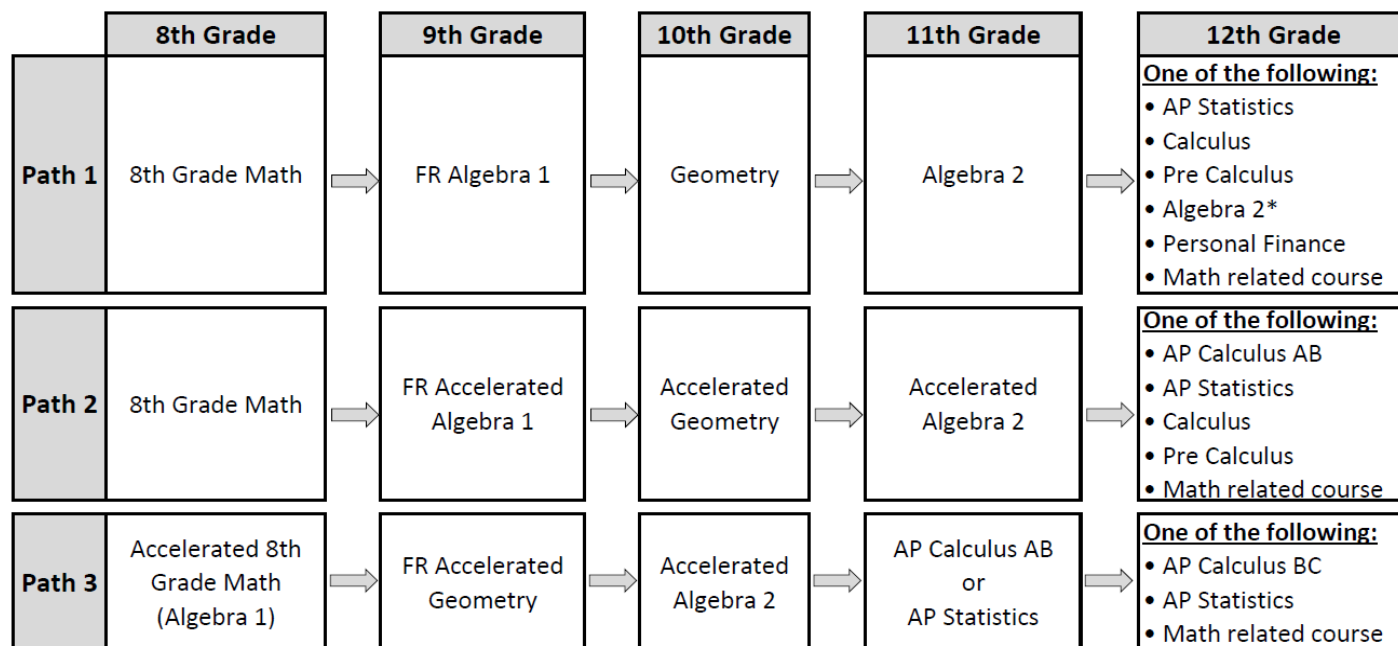 8th Grade
9th Grade
10th Grade
11th Grade
12th Grade
Path 1
8th Grade Math
FR Algebra 1
Geometry
Algebra 2
One of the following:
• AP Statistics
• Calculus
• Pre Calculus
• Algebra 2*
• Personal Finance
• Math related course
Path 2
8th Grade Math
FR Accelerated
Algebra 1
Accelerated
Geometry
Accelerated
Algebra 2
One of the following:
• AP Calculus AB
• AP Statistics
• Calculus
• Pre Calculus
• Math related course
Path 3
Accelerated 8th
Grade Math
(Algebra 1)
FR Accelerated
Geometry
Accelerated
Algebra 2
AP Calculus AB
or
AP Statistics
One of the following:
• AP Calculus BC
• AP Statistics
• Math related course